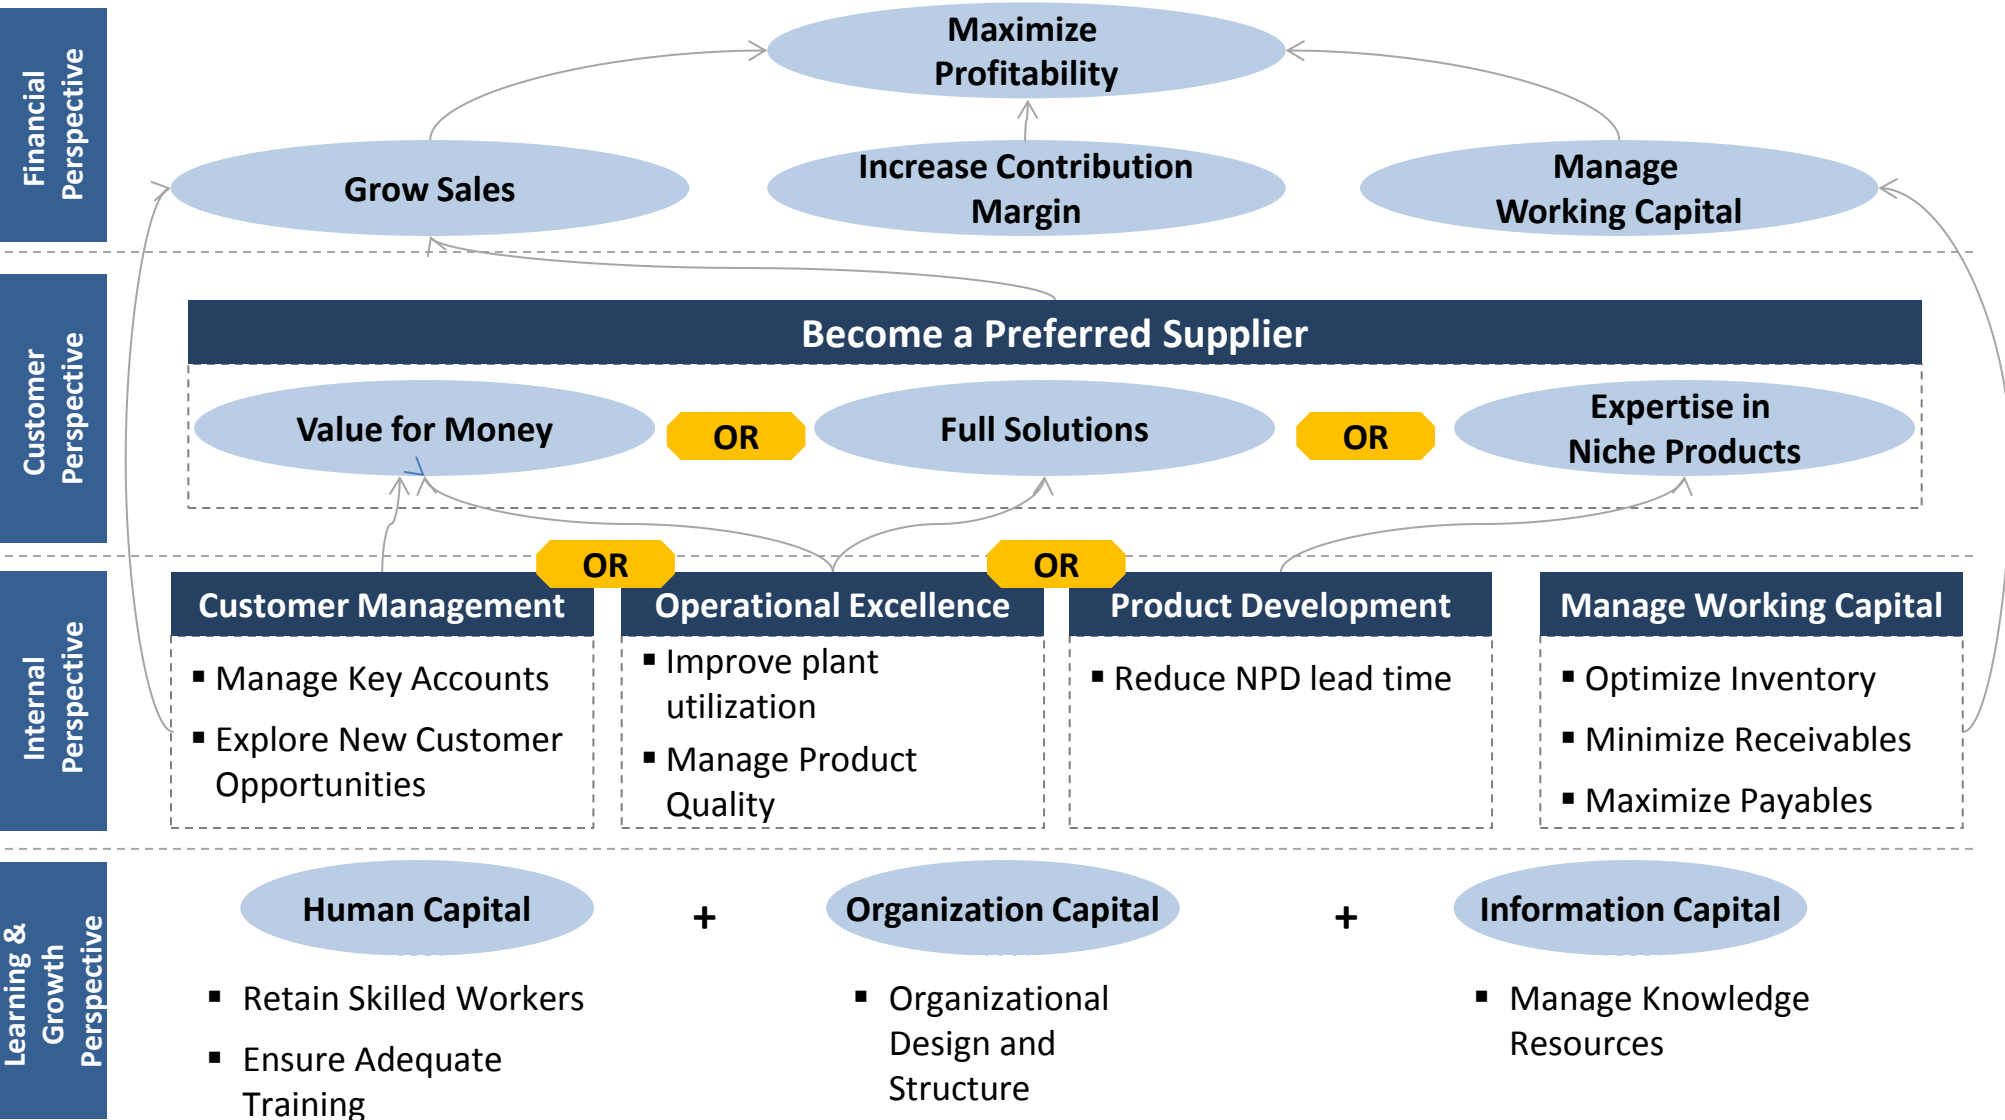 Financial
Perspective
Maximize
Profitability
Grow Sales
Increase Contribution
Margin
Manage
Working Capital
Customer
Perspective
Become a Preferred Supplier
Value for Money
OR
Full Solutions
OR
Expertise in
Niche Products
OR
OR
Internal
Perspective
Customer Management
▪ Manage Key Accounts
▪ Explore New Customer
Opportunities
Operational Excellence
▪ Improve plant
utilization
▪ Manage Product
Quality
Product Development
▪ Reduce NPD lead time
Manage Working Capital
▪ Optimize Inventory
▪ Minimize Receivables
▪ Maximize Payables
Learning &
Growth
Perspective
Human Capital
+
Organization Capital
+
Information Capital
▪ Retain Skilled Workers
▪ Ensure Adequate
Training
▪ Organizational
Design and
Structure
▪ Manage Knowledge
Resources